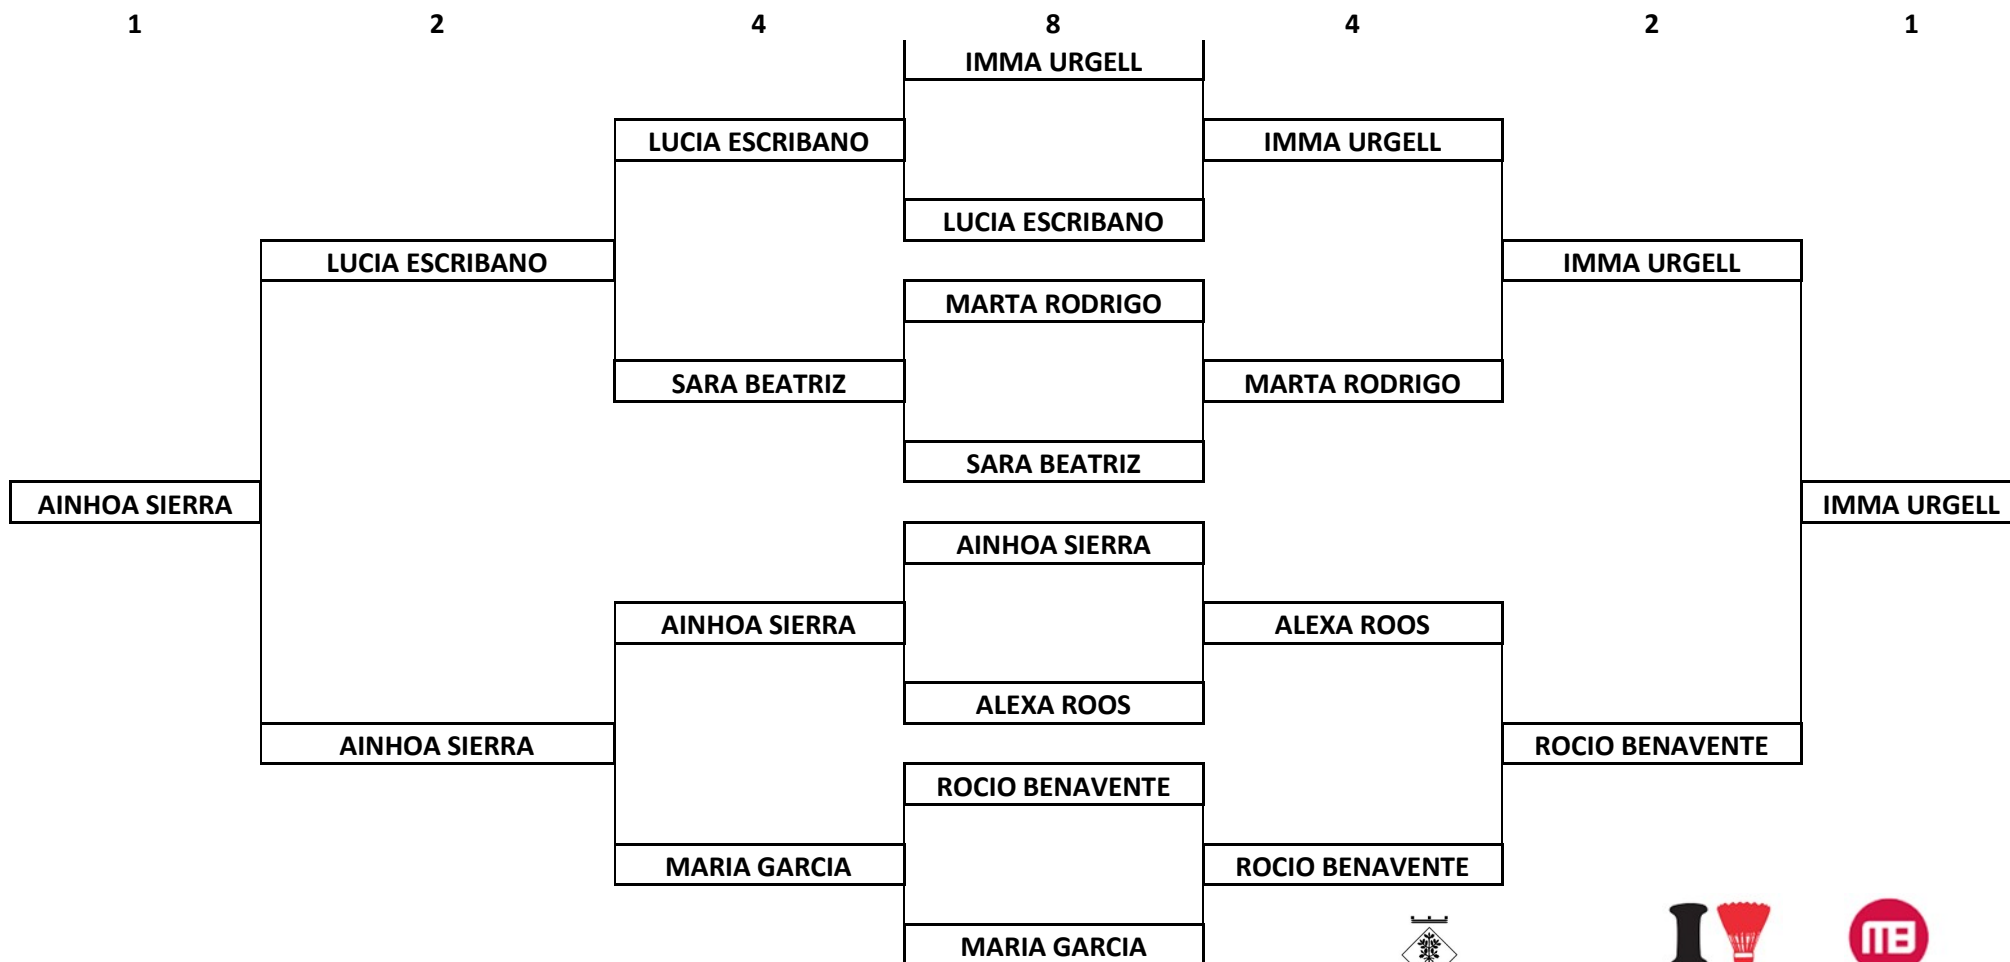 1 2 4 8 4 2 1
IMMA URGELL
LUCIA ESCRIBANO IMMA URGELL
LUCIA ESCRIBANO
LUCIA ESCRIBANO IMMA URGELL
MARTA RODRIGO
SARA BEATRIZ MARTA RODRIGO
SARA BEATRIZ
AINHOA SIERRA IMMA URGELL
AINHOA SIERRA
AINHOA SIERRA ALEXA ROOS
ALEXA ROOS
AINHOA SIERRA ROCIO BENAVENTE
ROCIO BENAVENTE
MARIA GARCIA ROCIO BENAVENTE
I MB
MARIA GARCIA